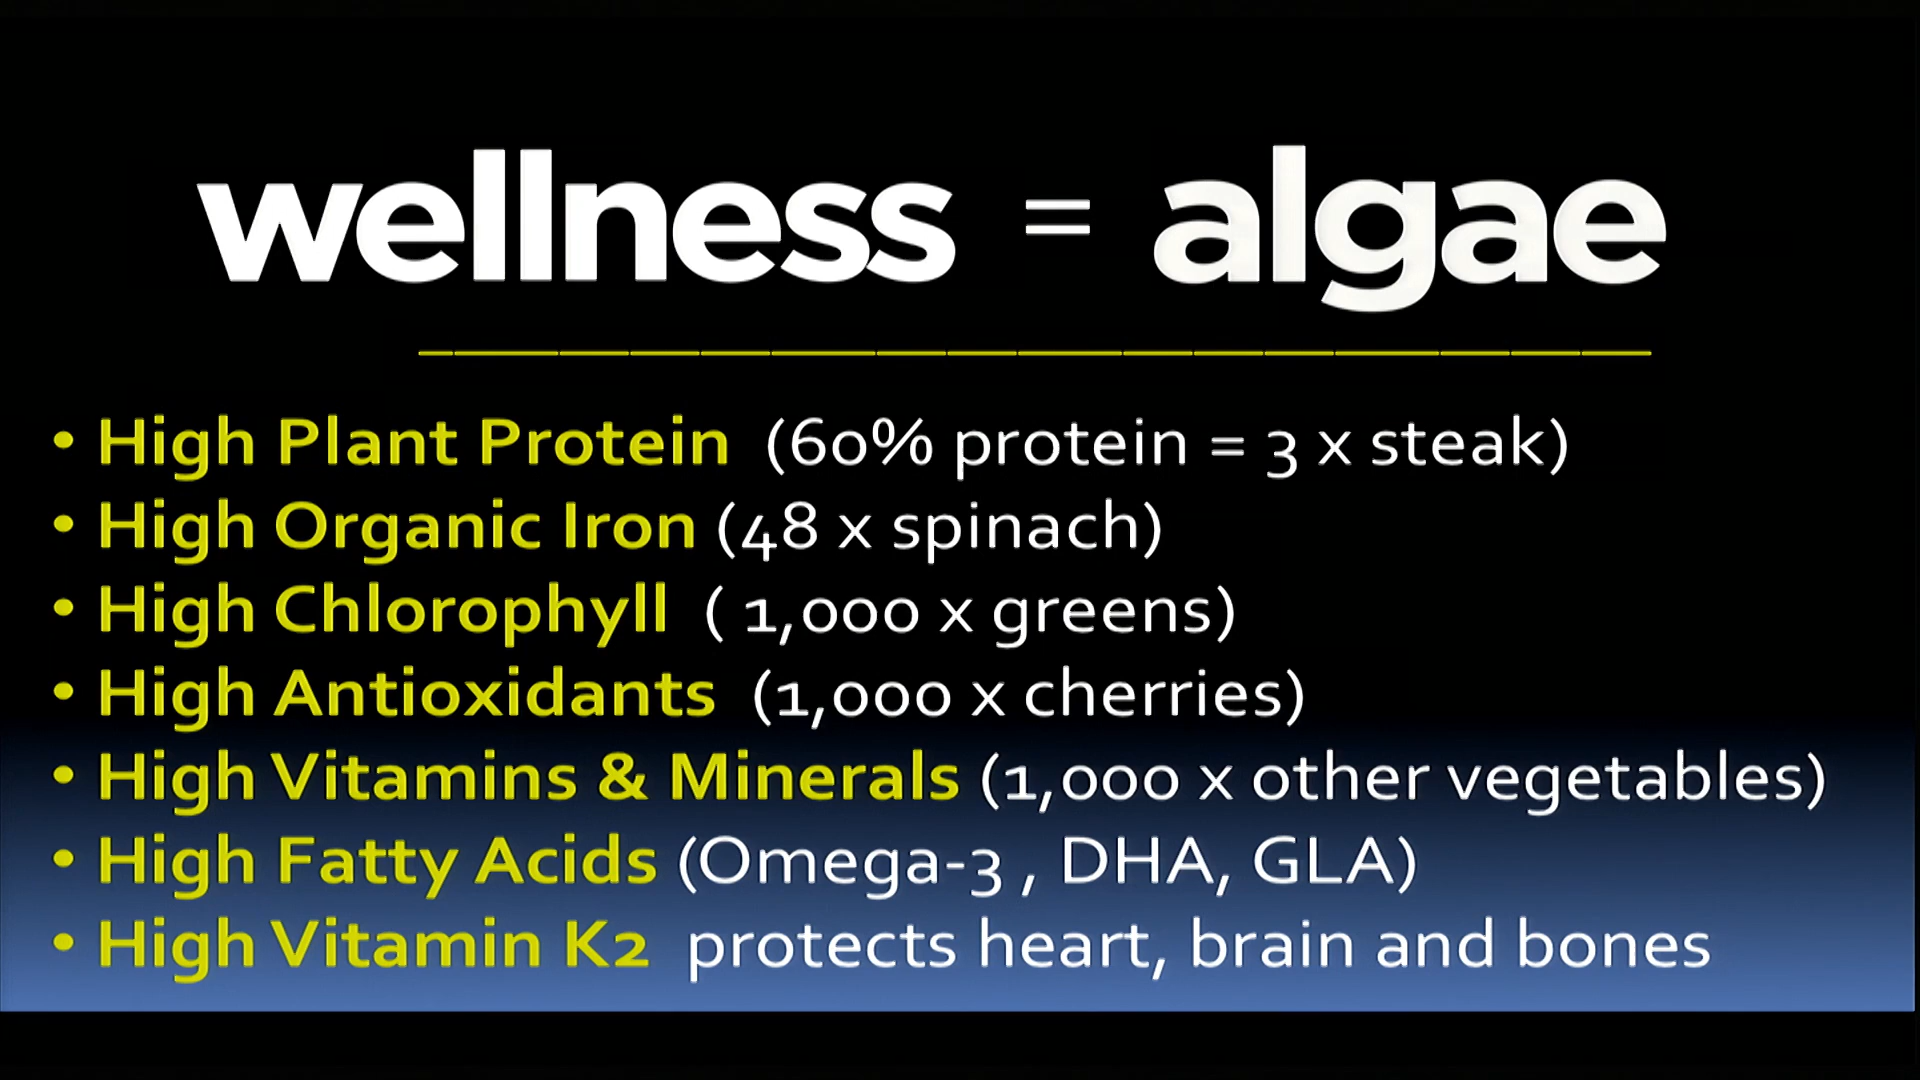 wellness = algae
• High Plant Protein (60% protein = 3 x steak)
• High Organic Iron (48 x spinach)
• High Chlorophyll ( 1,000 x greens)
• High Antioxidants (1,000 x cherries)
• High Vitamins & Minerals (1,000 x other vegetables)
• High Fatty Acids (Omega-3 , DHA, GLA)
• High Vitamin K2 protects heart, brain and bones